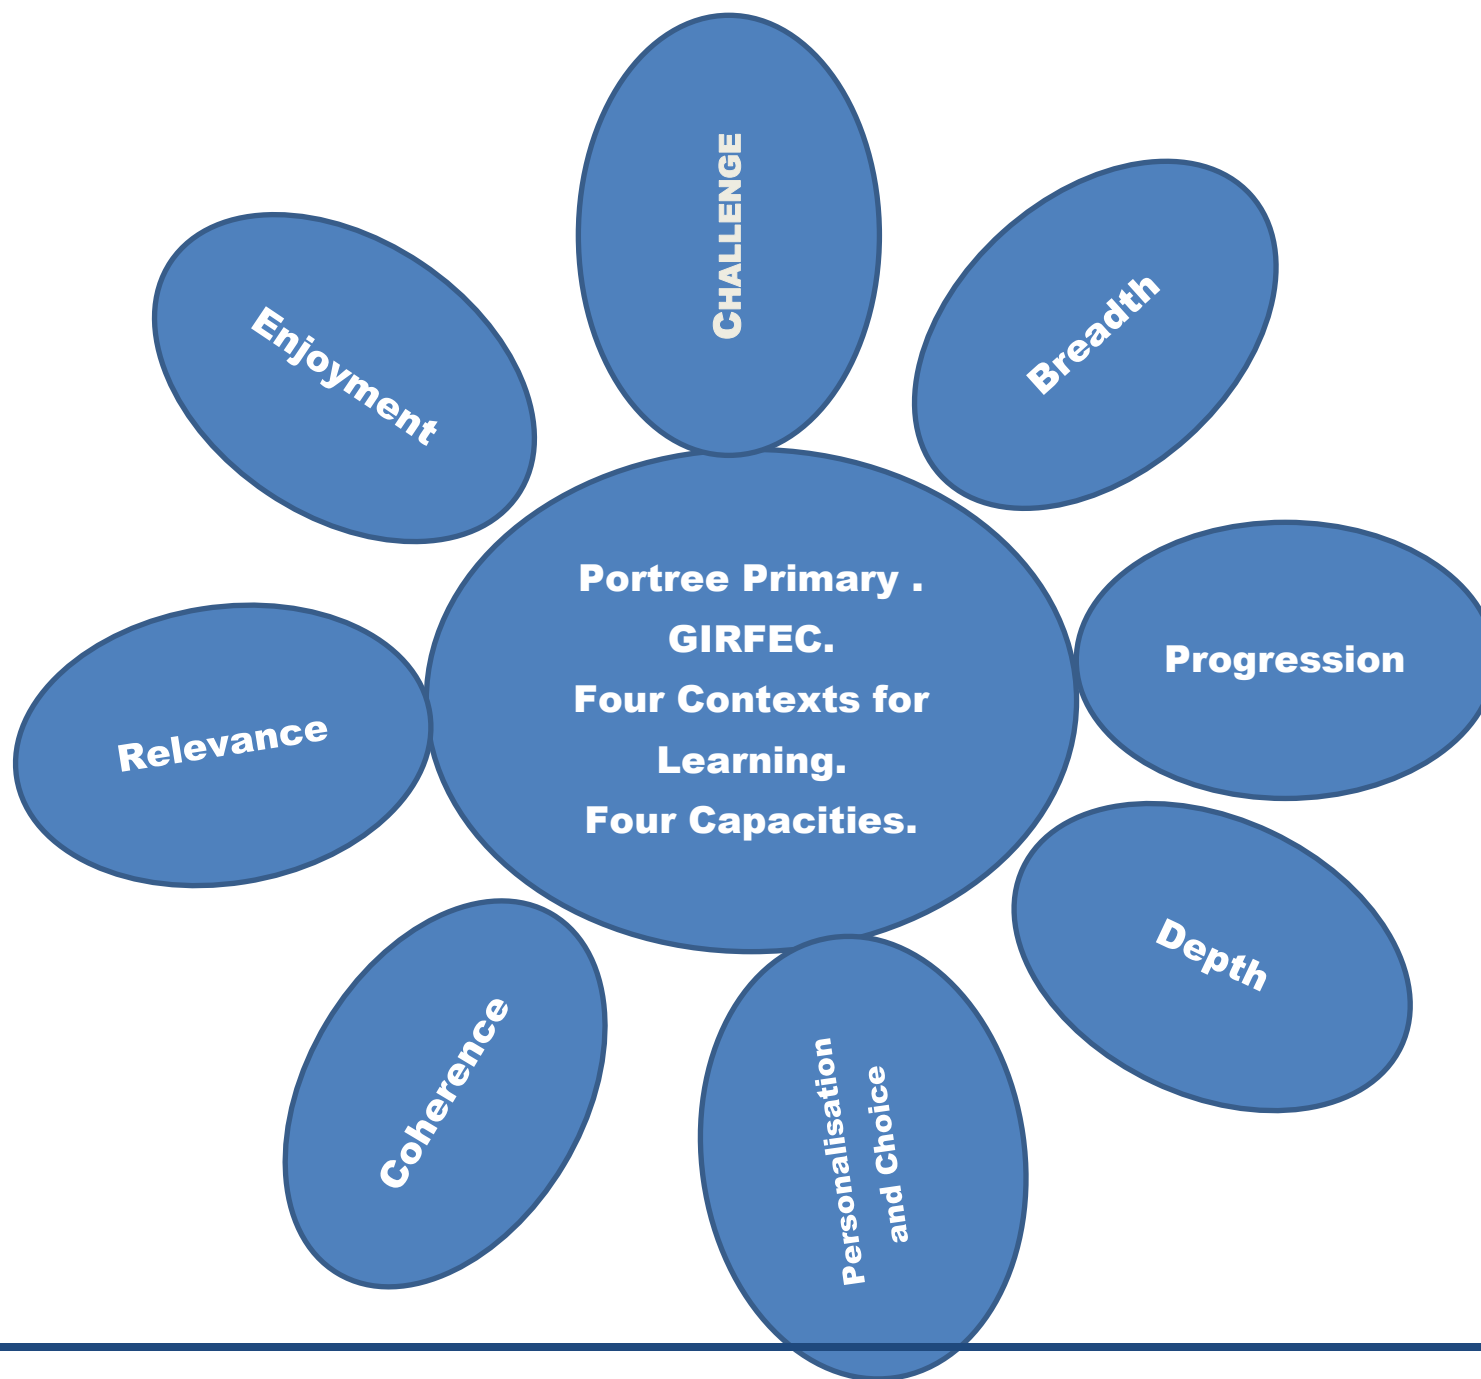 CHALLENGE
Breadth
Enjoyment
Portree Primary .
GIRFEC.
Four Contexts for
Learning.
Four Capacities.
Progression
Relevance
Depth
Coherence
Personalisation
and Choice